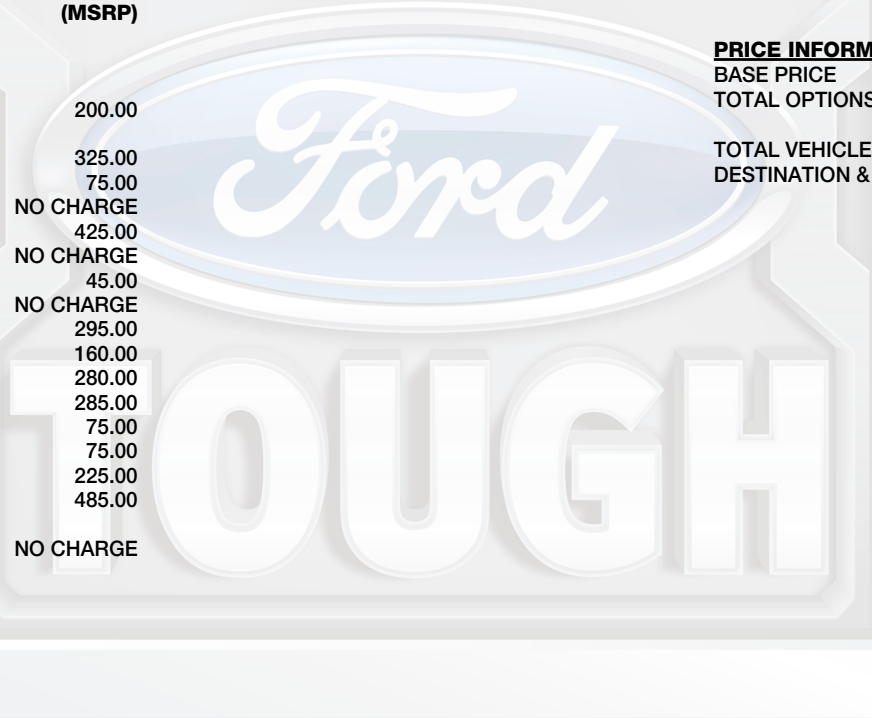 (MSRP)
200.00
325.00
75.00
NO CHARGE
425.00
NO CHARGE
45.00
NO CHARGE
295.00
160.00
280.00
285.00
75.00
75.00
225.00
485.00
NO CHARGE
PRICE INFORM
BASE PRICE
TOTAL OPTIONS
TOTAL VEHICLE
DESTINATION &
Ford
TOUGH